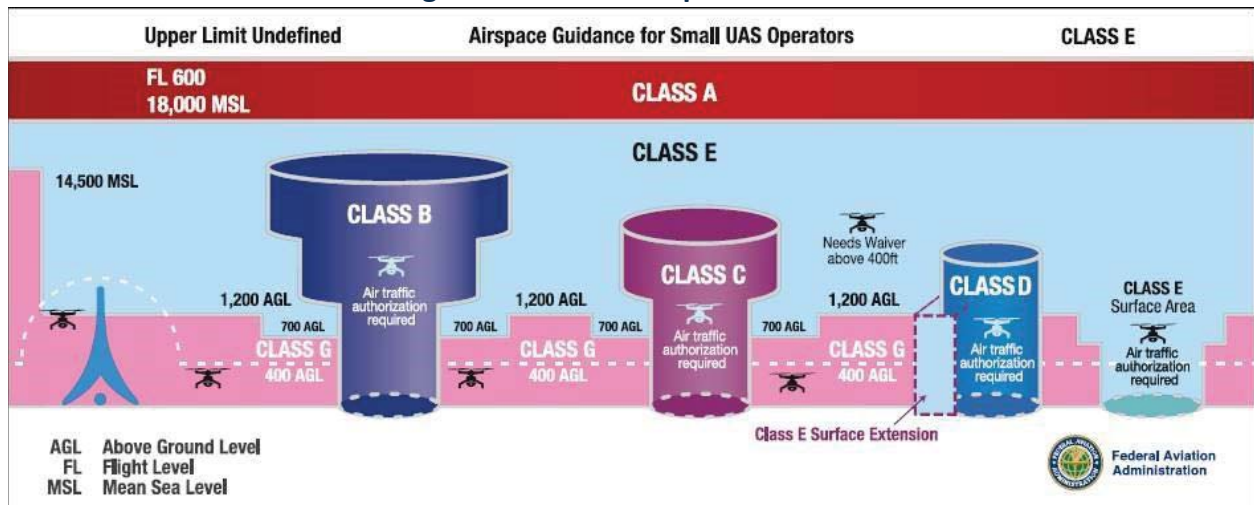 Upper Limit Undefined
Airspace Guidance for Small UAS Operators
CLASS E
FL 600
18,000 MSL
CLASS A
CLASS E
14,500 MSL
CLASS B
Air traffic
authorization
required
CLASS C
Air traffic
authorization
required
Needs Waiver
above 400ft
CLASS D
Air traffic
authorization
required
CLASS E
Surface Area
Air traffic
authorization
required
1,200 AGL
700 AGL
CLASS G
400 AGL
700 AGL
1,200 AGL
700 AGL
CLASS G
400 AGL
700 AGL
1,200 AGL
CLASS G
400 AGL
Class E Surface Extension
AGL Above Ground Level
FL Flight Level
MSL Mean Sea Level
Federal Aviation
Administration